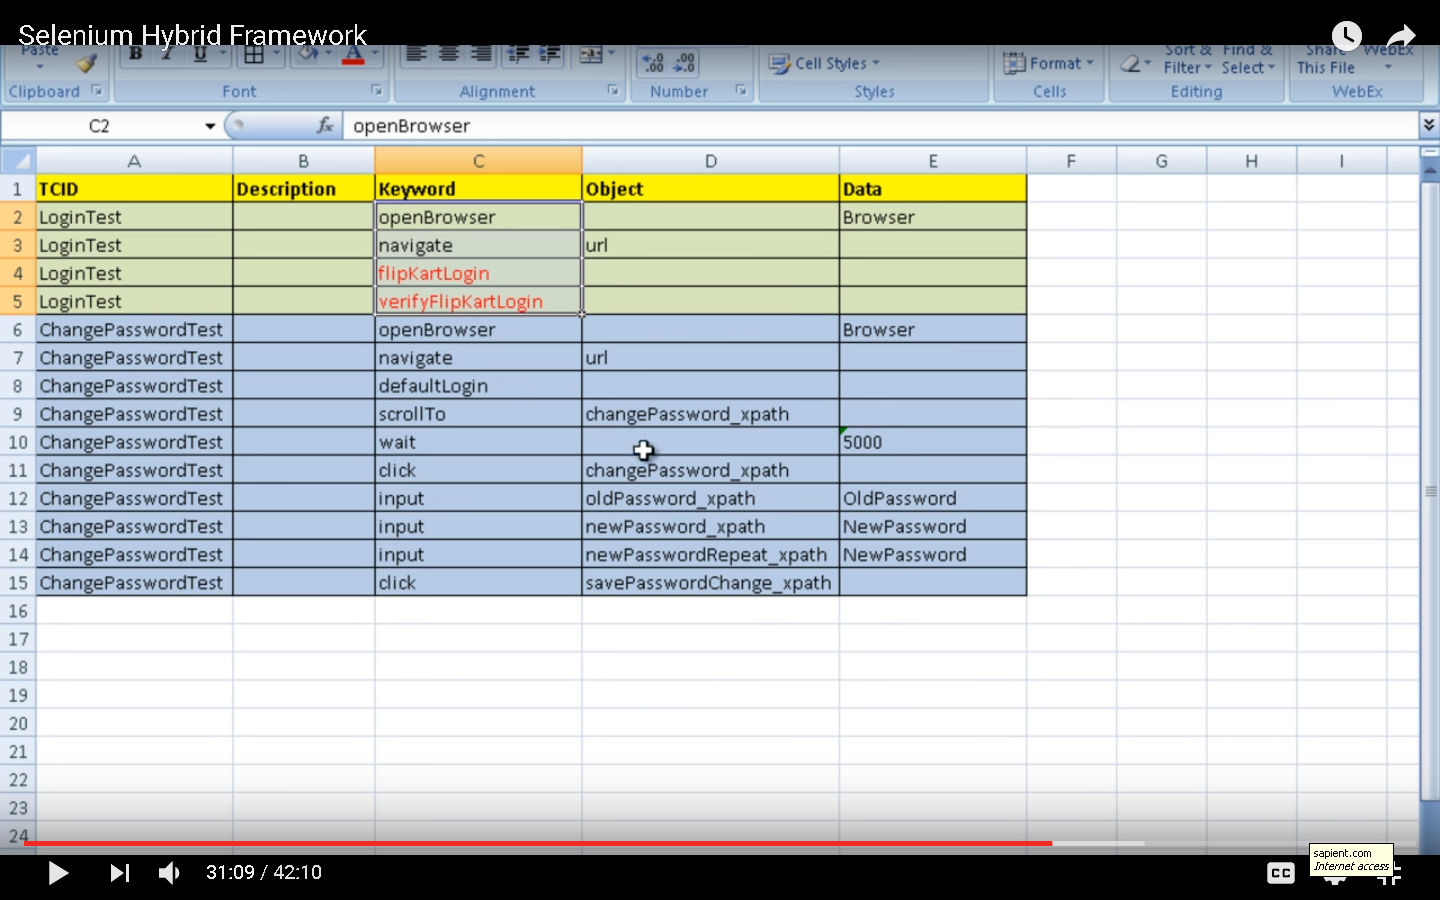 Selenium Hybrid Framework
Paste B I U A Cell Styles Format Sort & Find & Share WebEx
Filter Select This File
Clipboard Font Alignment Number Styles Cells Editing WebEx
C2 fx openBrowser
A B C D E F G H I
1 TCID Description Keyword Object Data
2 LoginTest openBrowser Browser
3 LoginTest navigate url
4 LoginTest flipKartLogin
5 LoginTest verifyFlipKartLogin
6 ChangePasswordTest openBrowser Browser
7 ChangePasswordTest navigate url
8 ChangePasswordTest defaultLogin
9 ChangePasswordTest scrollTo changePassword_xpath
10 ChangePasswordTest wait 5000
11 ChangePasswordTest click changePassword_xpath
12 ChangePasswordTest input oldPassword_xpath OldPassword
13 ChangePasswordTest input newPassword_xpath NewPassword
14 ChangePasswordTest input newPasswordRepeat_xpath NewPassword
15 ChangePasswordTest click savePasswordChange_xpath
16
17
18
19
20
21
22
23
24
sapient.com
Internet access
31:09 / 42:10 CC